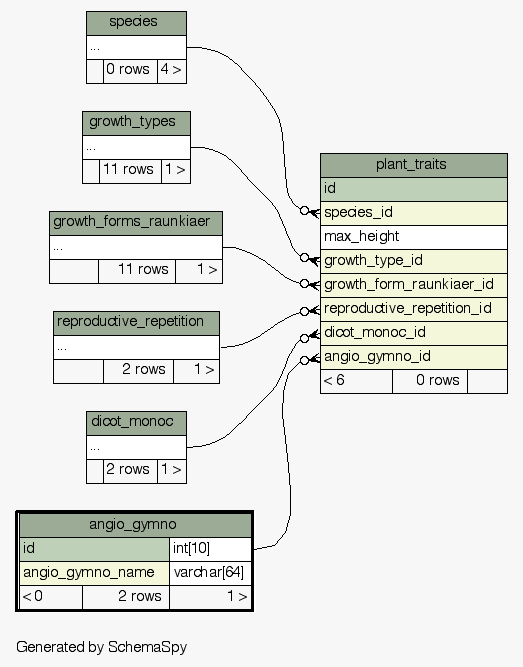 species
...
0 rows 4 >
growth_types
...
11 rows 1 >
growth_forms_raunkiaer
...
11 rows 1 >
reproductive_repetition
...
2 rows 1 >
dicot_monoc
...
2 rows 1 >
angio_gymno
id int[10]
angio_gymno_name varchar[64]
< 0 2 rows 1 >
plant_traits
id
species_id
max_height
growth_type_id
growth_form_raunkiaer_id
reproductive_repetition_id
dicot_monoc_id
angio_gymno_id
< 6 0 rows
Generated by SchemaSpy